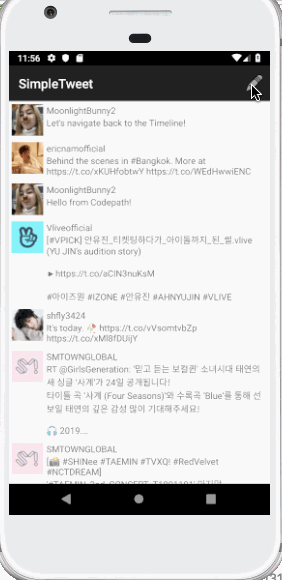 11:56
SimpleTweet
MoonlightBunny2
Let's navigate back to the Timeline!
ericnamofficial
Behind the scenes in #Bangkok. More at
https://t.co/xKUHfobtwY https://t.co/WEdHwwiENC
MoonlightBunny2
Hello from Codepath!
Vliveofficial
[#VPICK] 안유진_티켓팅하다가_아이돌까지_된_썰.vlive
(YU JIN's audition story)
►https://t.co/aClN3nuKsM
#아이즈원 #IZONE #안유진 #AHNYUJIN #VLIVE
shfly3424
It's today. https://t.co/vVsomtvbZp
https://t.co/xMl8fDUijY
SMTOWNGLOBAL
RT @GirlsGeneration: '믿고 듣는 보컬퀸' 소녀시대 태연의
새 싱글 '사계'가 24일 공개됩니다!
타이틀 곡 '사계 (Four Seasons)'와 수록곡 'Blue'를 통해 선
보일 태연의 깊은 감성 많이 기대해주세요!
🎧 2019....
SMTOWNGLOBAL
[📸 #SHINee #TAEMIN #TVXQ! #RedVelvet
#NCTDREAM]